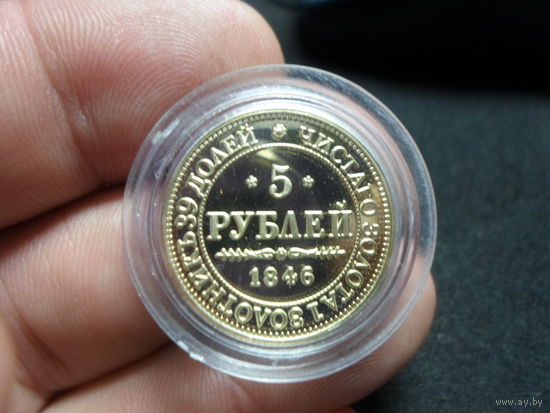 ЧИСТАГО ЗОЛОТА 1 ЗОЛОТНИКЪ 39 ДОЛЕЙ
5
РУБЛЕЙ
1846
www.ay.by